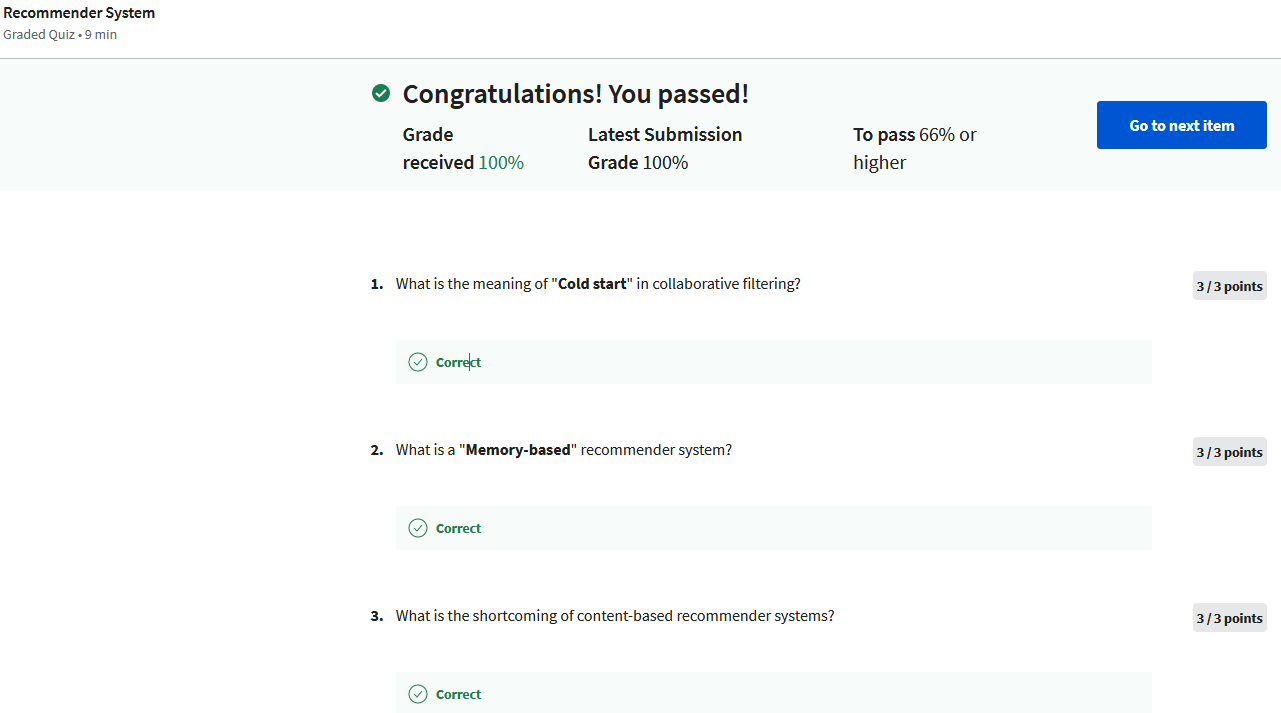 Recommender System
Graded Quiz • 9 min
Congratulations! You passed!
Grade received 100%
Latest Submission Grade 100%
To pass 66% or higher
Go to next item
1. What is the meaning of "Cold start" in collaborative filtering?
3 / 3 points
Correct
2. What is a "Memory-based" recommender system?
3 / 3 points
Correct
3. What is the shortcoming of content-based recommender systems?
3 / 3 points
Correct